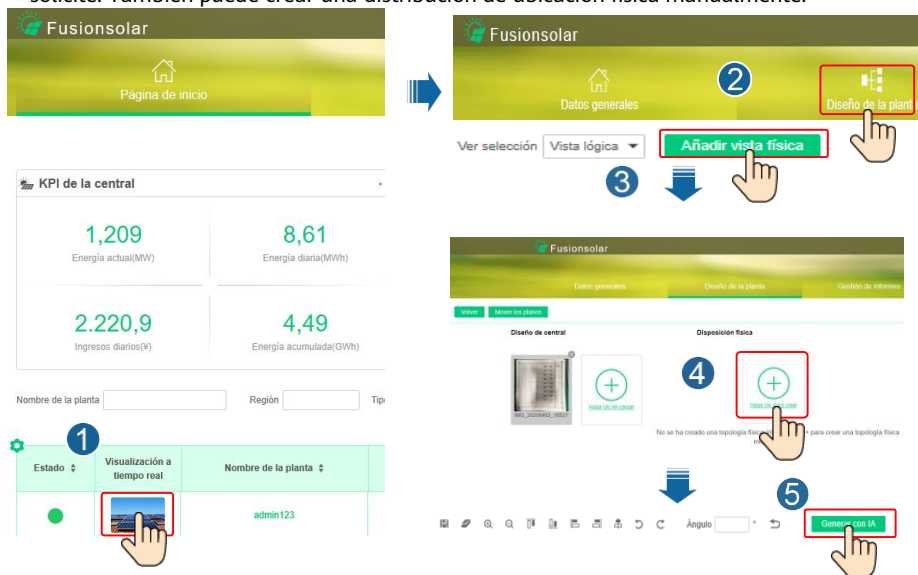 solicite. También puede crear una distribución de ubicación física manualmente.
Fusionsolar
Página de inicio
KPI de la central
1,209
Energía actual(MW)
8,61
Energía diaria(MWh)
2.220,9
Ingresos diarios(¥)
4,49
Energía acumulada(GWh)
Nombre de la planta
Región
Tip
1
Estado
Visualización a
tiempo real
Nombre de la planta
admin123
Fusionsolar
Datos generales
2
Diseño de la planta
Ver selección
Vista lógica
Añadir vista física
3
Fusionsolar
Datos generales
Diseño de la planta
Gestión de informes
Volver
Mover los planos
Diseño de central
Disposición física
4
No se ha creado una topología física
para crear una topología física
5
Ángulo
°
Generar con IA